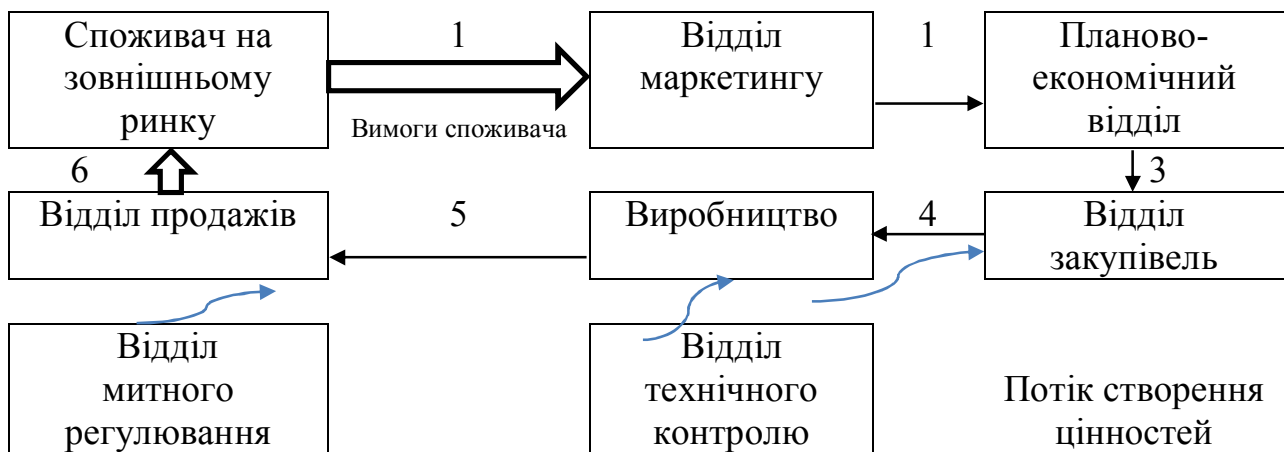 Споживач на
зовнішньому
ринку
1
Вимоги споживача
Відділ
маркетингу
1
Планово-
економічний
відділ
6
3
Відділ продажів
5
Виробництво
4
Відділ
закупівель
Відділ
митного
регулювання
Відділ
технічного
контролю
Потік створення
цінностей